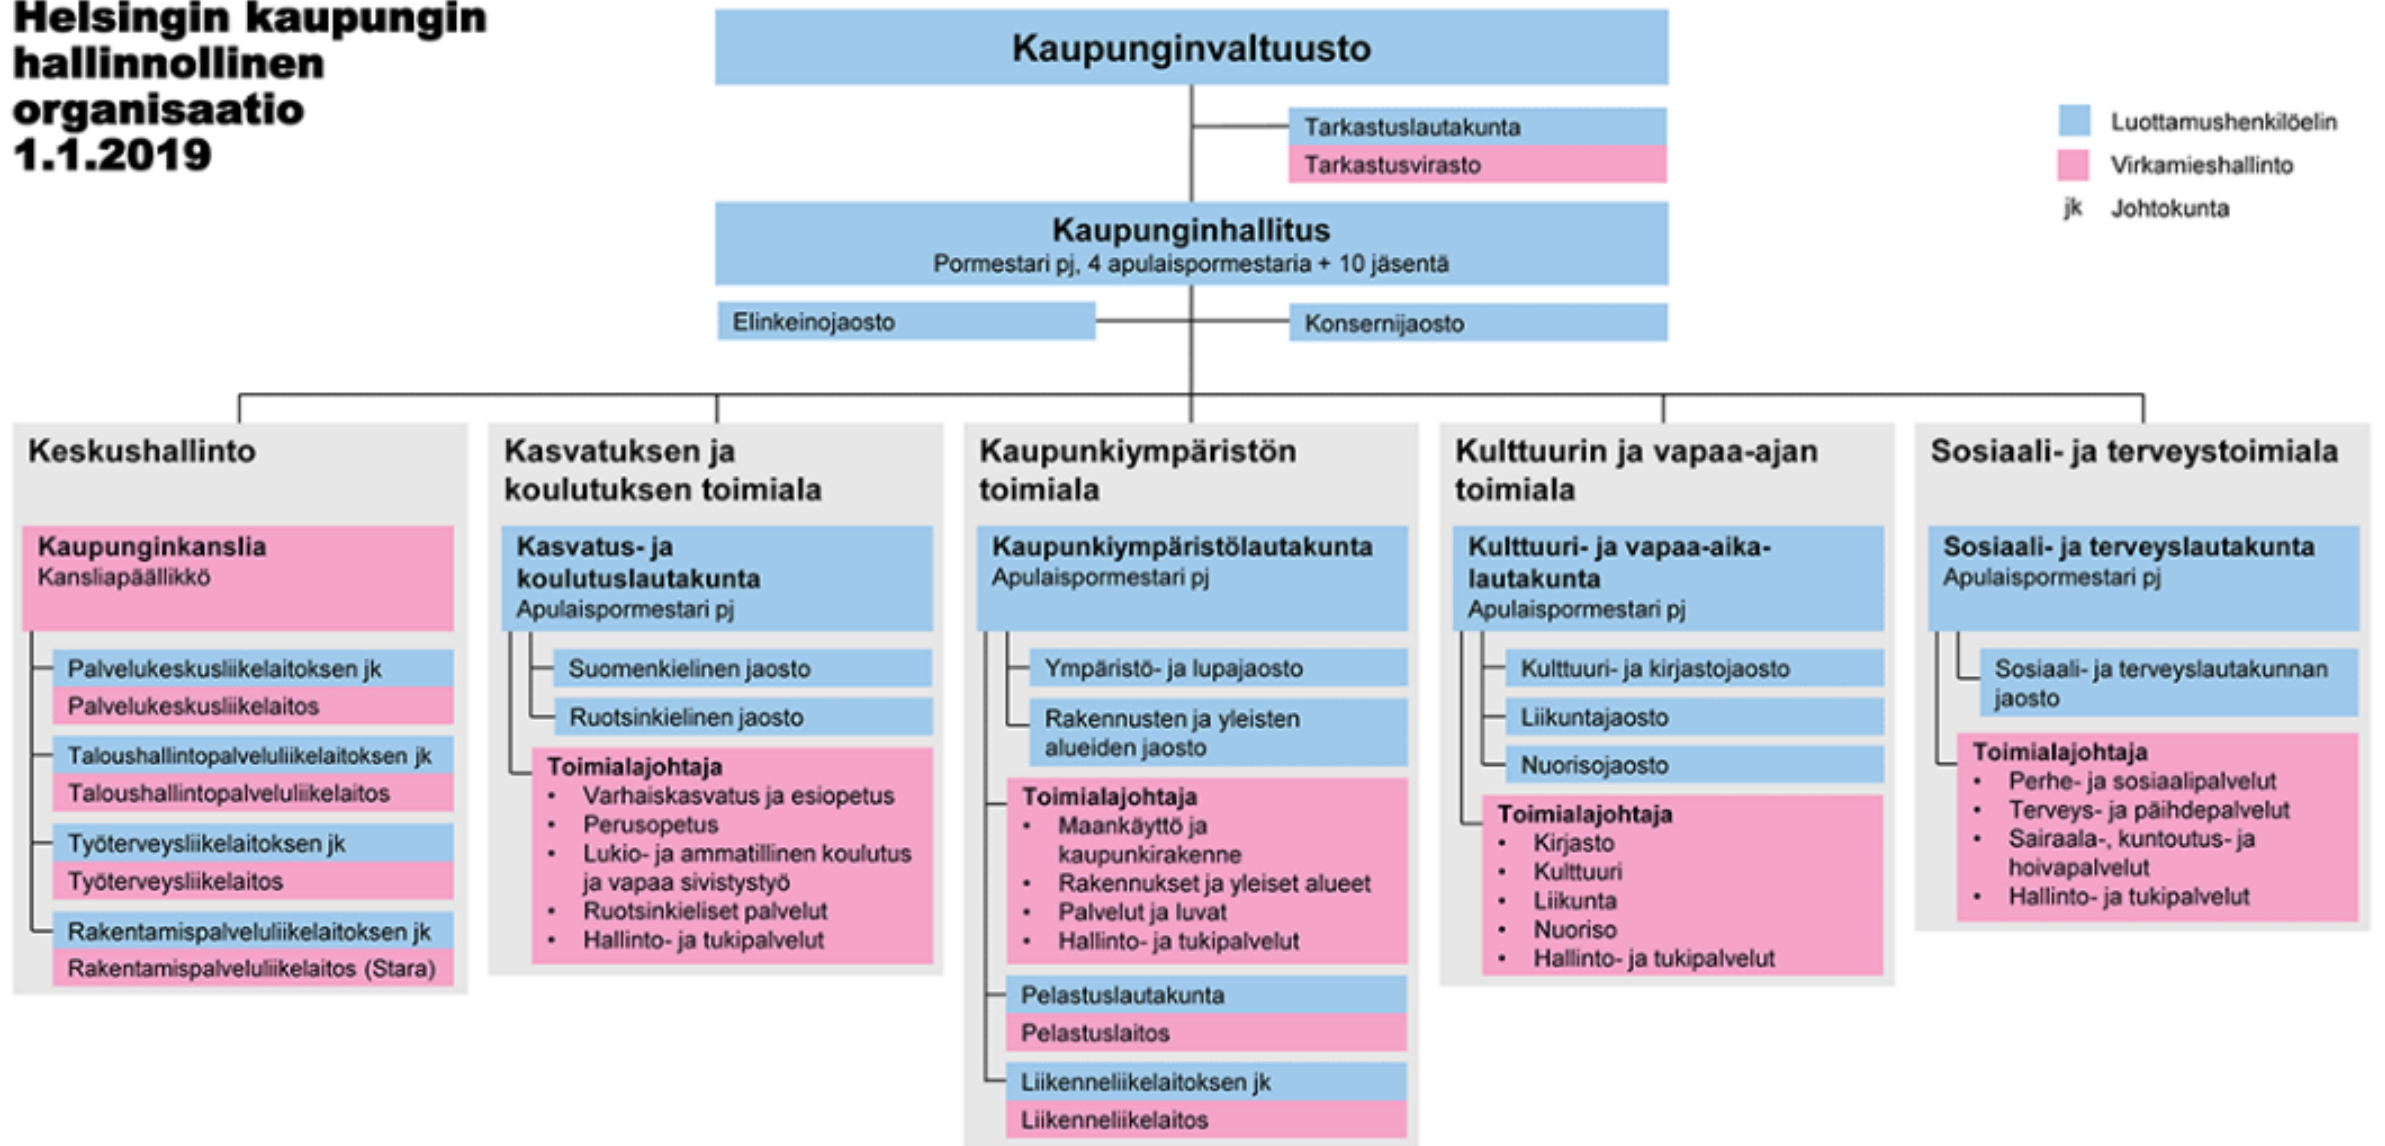 Helsingin kaupungin
hallinnollinen
organisaatio
1.1.2019
Kaupunginvaltuusto
Tarkastuslautakunta
Tarkastusvirasto
Luottamushenkilöelin
Virkamieshallinto
jk Johtokunta
Kaupunginhallitus
Pormestari pj, 4 apulaispormestaria + 10 jäsentä
Elinkeinojaosto
Konsernijaosto
Keskushallinto
Kaupunginkanslia
Kansliapäällikkö
Palvelukeskusliikelaitoksen jk
Palvelukeskusliikelaitos
Taloushallintopalveluliikelaitoksen jk
Taloushallintopalveluliikelaitos
Työterveysliikelaitoksen jk
Työterveysliikelaitos
Rakentamispalveluliikelaitoksen jk
Rakentamispalveluliikelaitos (Stara)
Kasvatuksen ja
koulutuksen toimiala
Kasvatus- ja
koulutuslautakunta
Apulaispormestari pj
Suomenkielinen jaosto
Ruotsinkielinen jaosto
Toimialajohtaja
• Varhaiskasvatus ja esiopetus
• Perusopetus
• Lukio- ja ammatillinen koulutus
ja vapaa sivistystyö
• Ruotsinkieliset palvelut
• Hallinto- ja tukipalvelut
Kaupunkiympäristön
toimiala
Kaupunkiympäristölautakunta
Apulaispormestari pj
Ympäristö- ja lupajaosto
Rakennusten ja yleisten
alueiden jaosto
Toimialajohtaja
• Maankäyttö ja
kaupunkirakenne
• Rakennukset ja yleiset alueet
• Palvelut ja luvat
• Hallinto- ja tukipalvelut
Pelastuslautakunta
Pelastuslaitos
Liikenneliikelaitoksen jk
Liikenneliikelaitos
Kulttuurin ja vapaa-ajan
toimiala
Kulttuuri- ja vapaa-aika-
lautakunta
Apulaispormestari pj
Kulttuuri- ja kirjastojaosto
Liikuntajaosto
Nuorisojaosto
Toimialajohtaja
• Kirjasto
• Kulttuuri
• Liikunta
• Nuoriso
• Hallinto- ja tukipalvelut
Sosiaali- ja terveystoimiala
Sosiaali- ja terveyslautakunta
Apulaispormestari pj
Sosiaali- ja terveyslautakunnan
jaosto
Toimialajohtaja
• Perhe- ja sosiaalipalvelut
• Terveys- ja päihdepalvelut
• Sairaala-, kuntoutus- ja
hoivapalvelut
• Hallinto- ja tukipalvelut